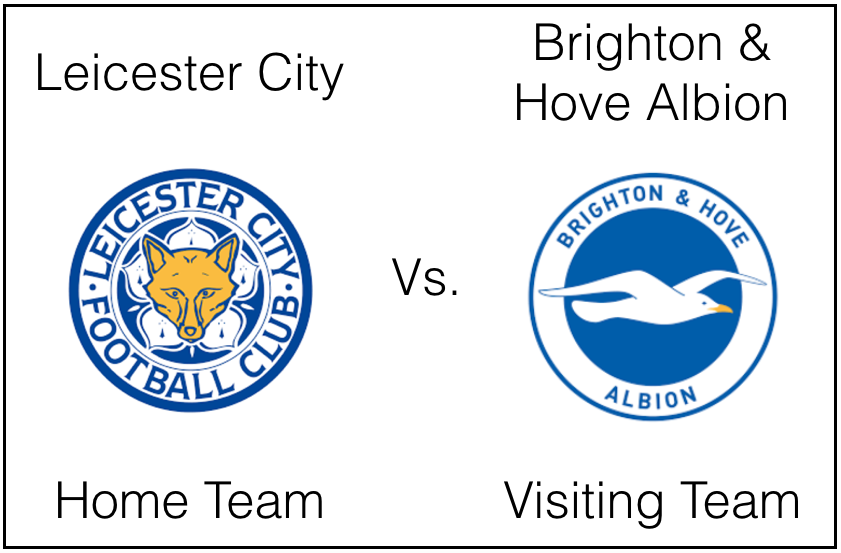 Leicester City
Brighton &
Hove Albion
LEICESTER CITY
FOOTBALL CLUB
Vs.
BRIGHTON & HOVE
ALBION
Home Team
Visiting Team